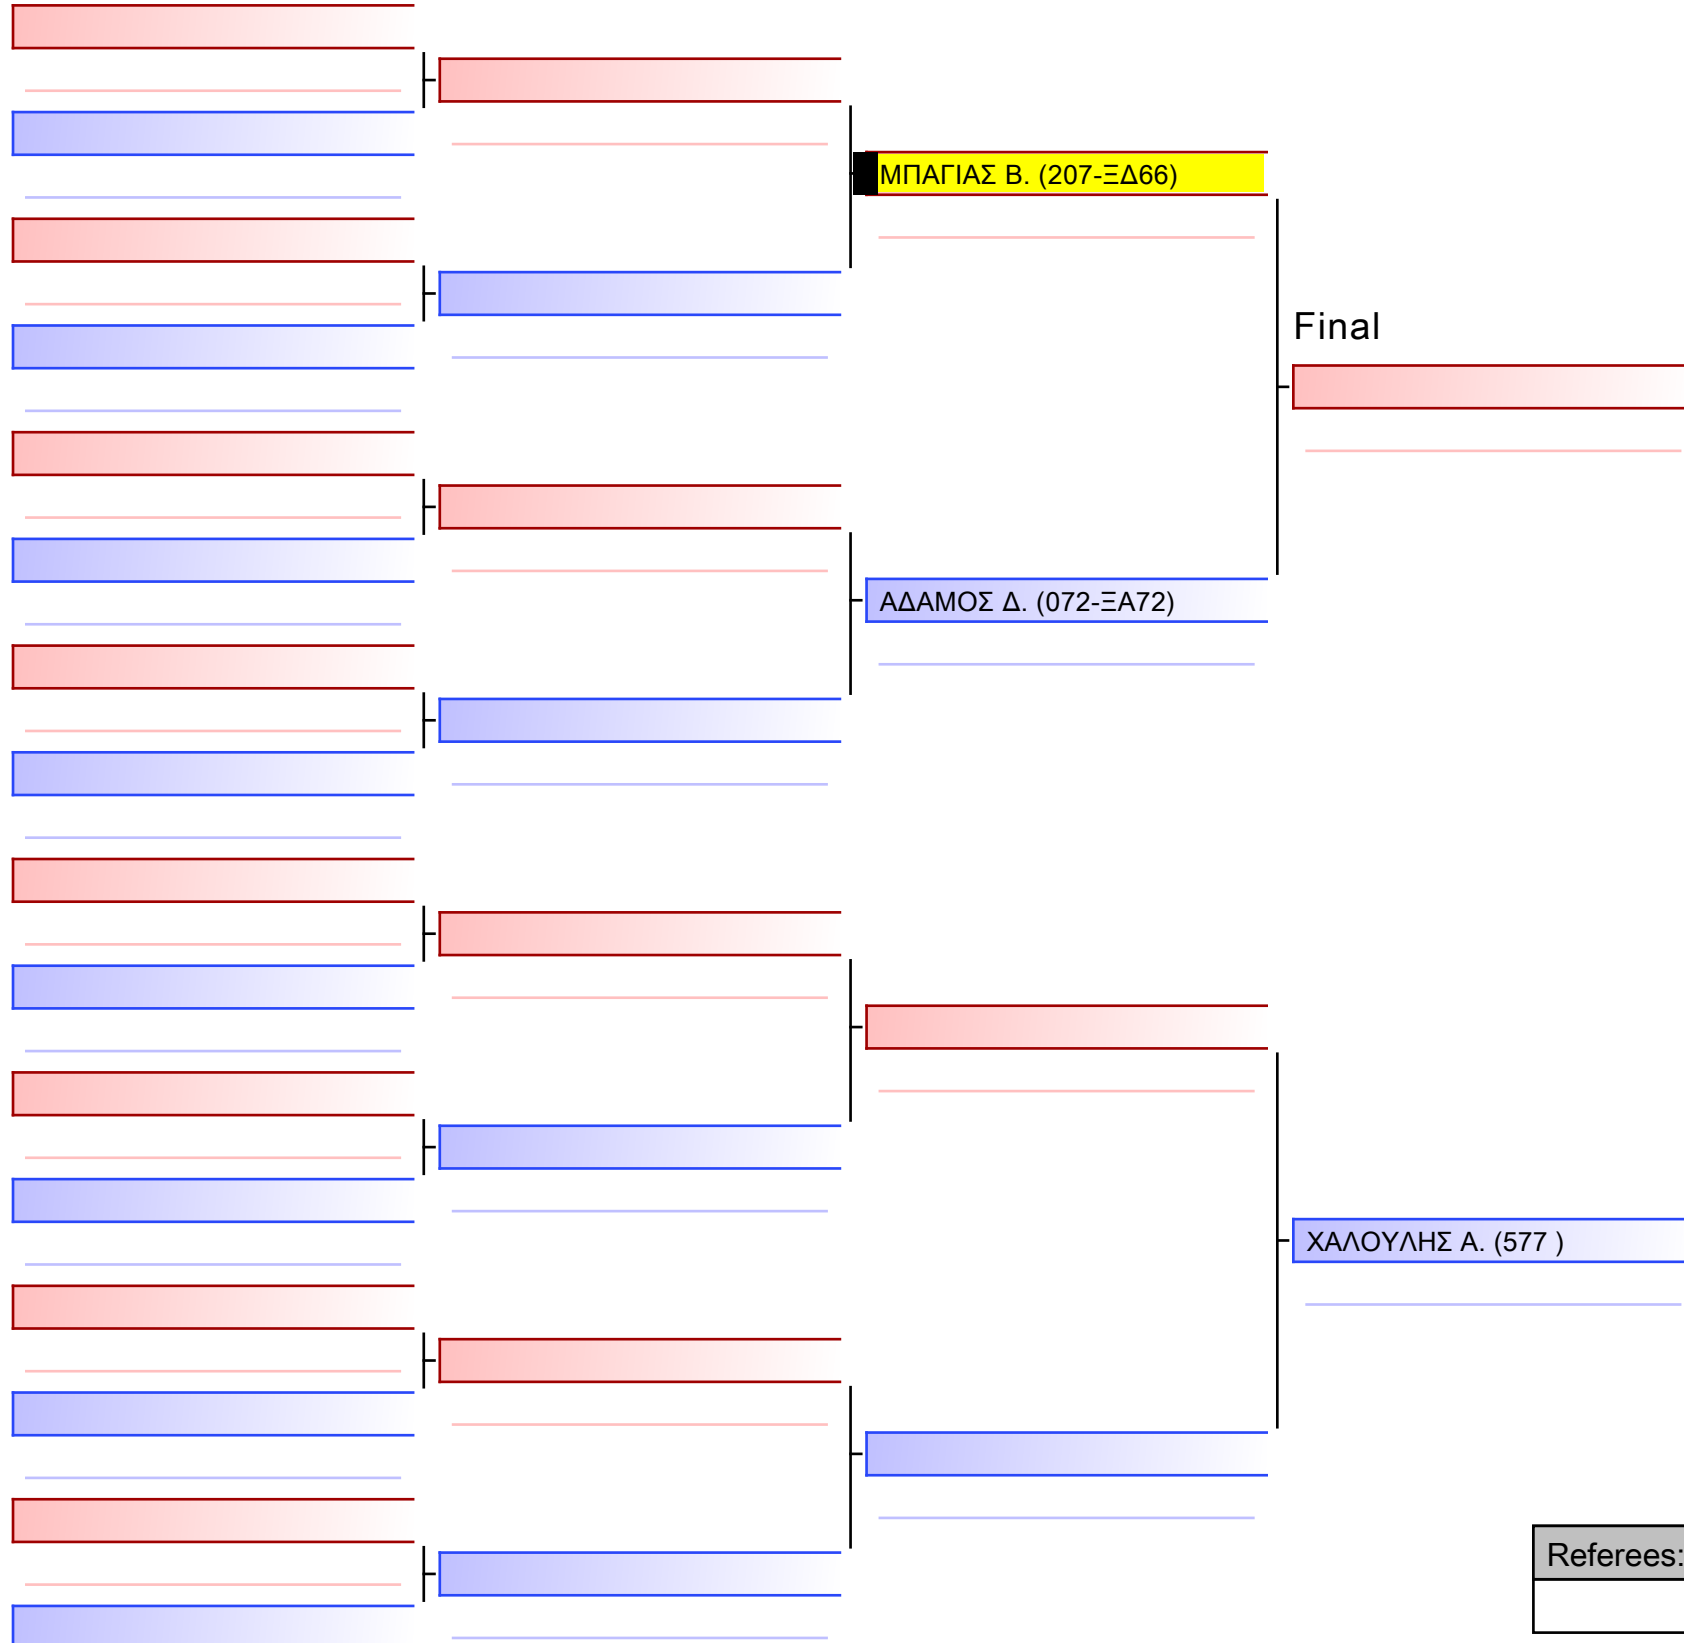 ΜΠΑΓΙΑΣ Β. (207-ΞΔ66)
Final
ΑΔΑΜΟΣ Δ. (072-ΞΑ72)
ΧΑΛΟΥΛΗΣ Α. (577 )
Referees: